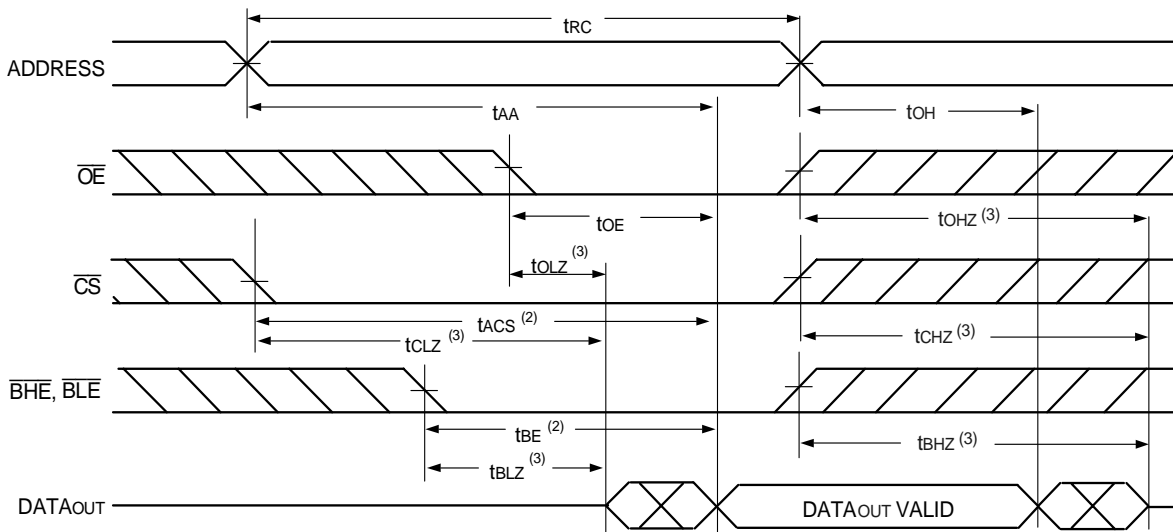 tRC
ADDRESS
tAA
tOH
OE
tOE
tOHZ (3)
tOLZ (3)
CS
tACS (2)
tCLZ (3)
tCHZ (3)
BHE, BLE
tBE (2)
tBHZ (3)
tBLZ (3)
DATAOUT
DATAOUT VALID